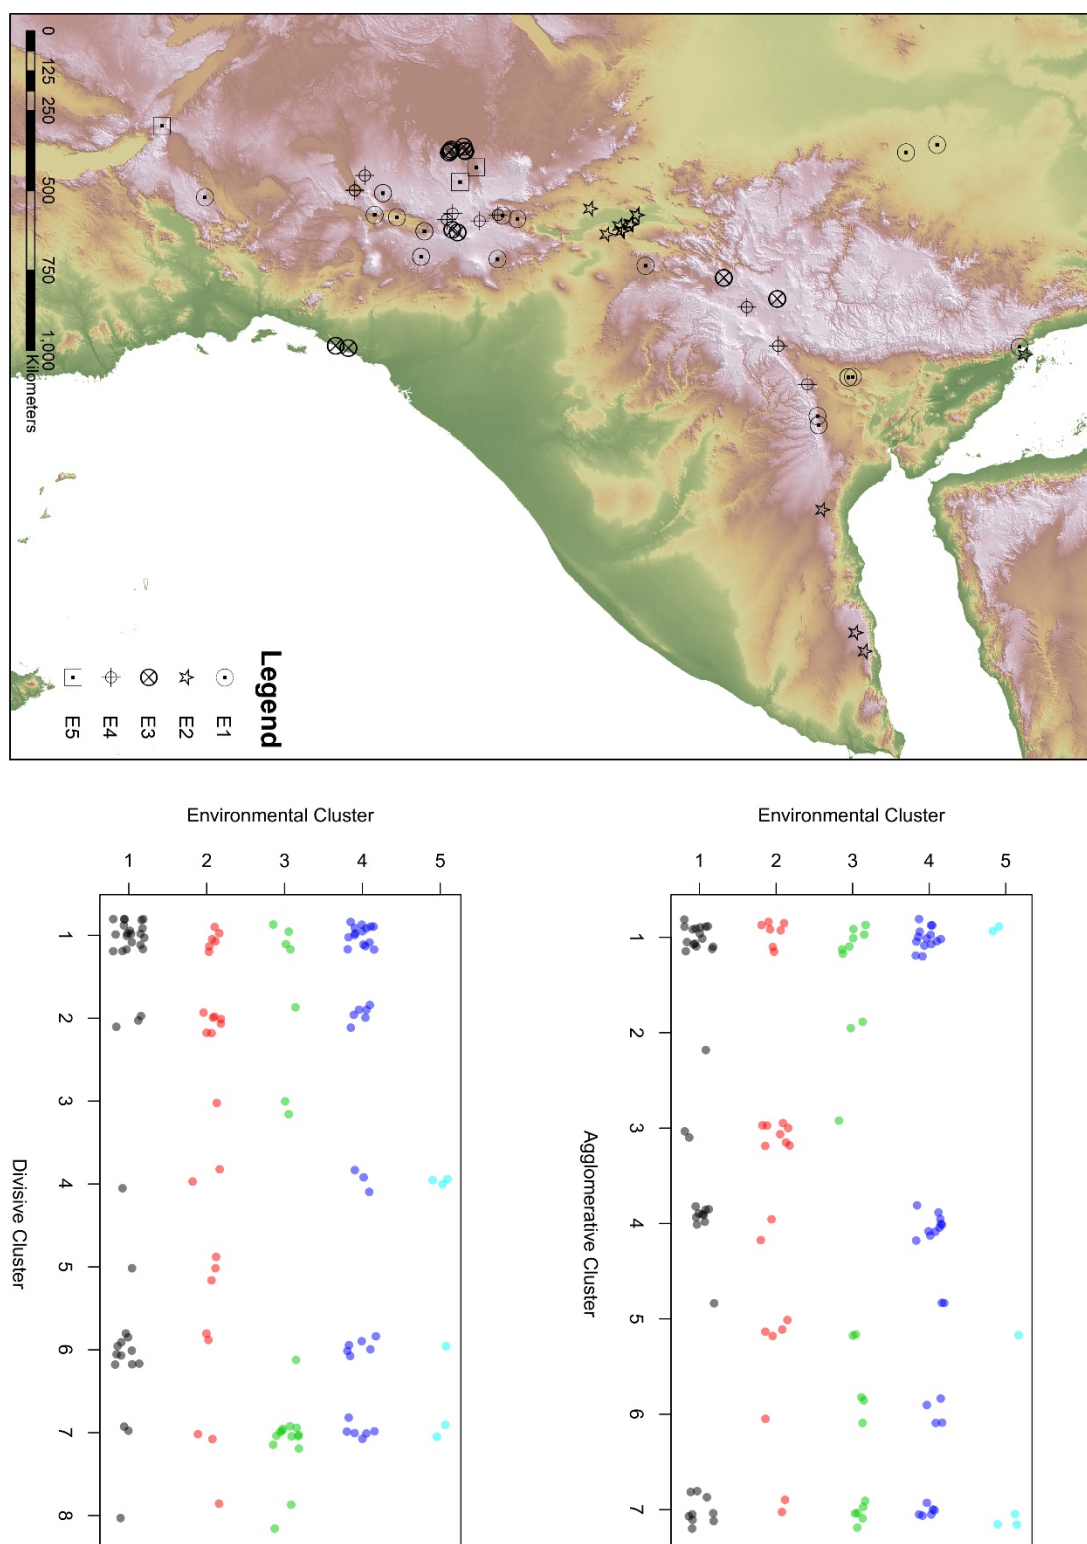 0 125 250 500 750 1,000
Kilometers
Legend
E1
E2
E3
E4
E5
Environmental Cluster
1 2 3 4 5
1 2 3 4 5 6 7 8
Divisive Cluster
Environmental Cluster
1 2 3 4 5
1 2 3 4 5 6 7
Agglomerative Cluster